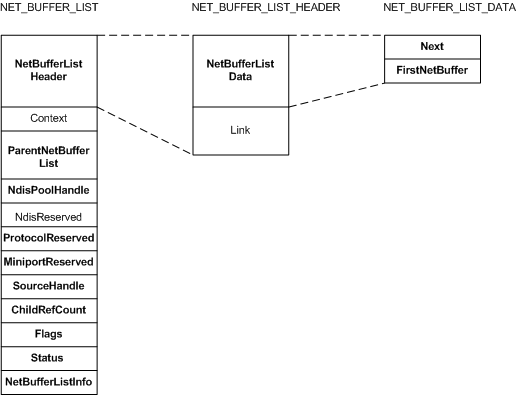 NET_BUFFER_LIST
NET_BUFFER_LIST_HEADER
NET_BUFFER_LIST_DATA
NetBufferList
Header
Context
ParentNetBuffer
List
NdisPoolHandle
NdisReserved
ProtocolReserved
MiniportReserved
SourceHandle
ChildRefCount
Flags
Status
NetBufferListInfo
NetBufferList
Data
Link
Next
FirstNetBuffer